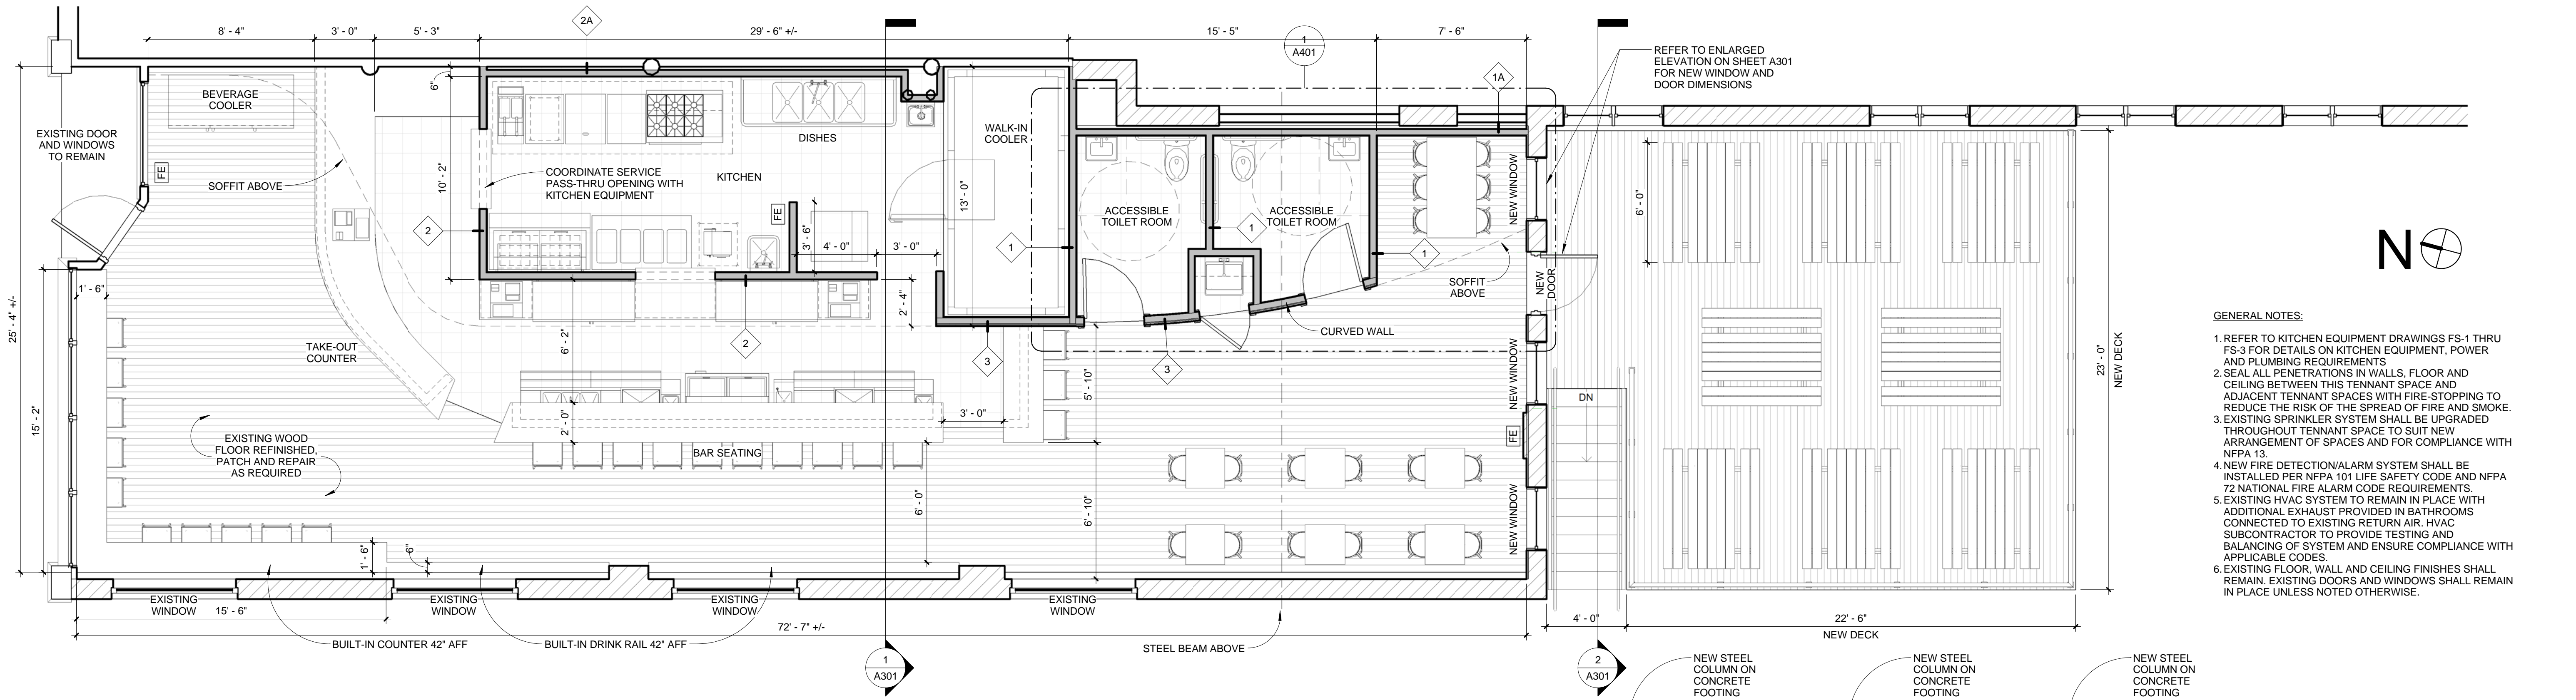 8' - 4"
3' - 0"
5' - 3"
2A
29' - 6" +/-
15' - 5"
1
A401
7' - 6"
1A
REFER TO ENLARGED
ELEVATION ON SHEET A301
FOR NEW WINDOW AND
DOOR DIMENSIONS
6"
BEVERAGE
COOLER
EXISTING DOOR
AND WINDOWS
TO REMAIN
FE
SOFFIT ABOVE
10' - 2"
COORDINATE SERVICE
PASS-THRU OPENING WITH
KITCHEN EQUIPMENT
DISHES
KITCHEN
WALK-IN
COOLER
13' - 0"
FE
3' - 6"
4' - 0"
3' - 0"
2
1
ACCESSIBLE
TOILET ROOM
1
ACCESSIBLE
TOILET ROOM
1
NEW WINDOW
SOFFIT
ABOVE
NEW
DOOR
6' - 0"
N
25' - 4" +/-
1' - 6"
15' - 2"
TAKE-OUT
COUNTER
6' - 2"
2' - 4"
2
3
3
CURVED WALL
5' - 10"
NEW WINDOW
DN
23' - 0"
NEW DECK
2' - 0"
3' - 0"
BAR SEATING
EXISTING WOOD
FLOOR REFINISHED,
PATCH AND REPAIR
AS REQUIRED
FE
6' - 0"
6' - 10"
NEW WINDOW
1' - 6"
6"
EXISTING
WINDOW
EXISTING
WINDOW
EXISTING
WINDOW
EXISTING
WINDOW
15' - 6"
72' - 7" +/-
4' - 0"
22' - 6"
NEW DECK
BUILT-IN COUNTER 42" AFF
BUILT-IN DRINK RAIL 42" AFF
STEEL BEAM ABOVE
1
A301
2
A301
NEW STEEL
COLUMN ON
CONCRETE
FOOTING
NEW STEEL
COLUMN ON
CONCRETE
FOOTING
NEW STEEL
COLUMN ON
CONCRETE
FOOTING
GENERAL NOTES:
1. REFER TO KITCHEN EQUIPMENT DRAWINGS FS-1 THRU
FS-3 FOR DETAILS ON KITCHEN EQUIPMENT, POWER
AND PLUMBING REQUIREMENTS
2. SEAL ALL PENETRATIONS IN WALLS, FLOOR AND
CEILING BETWEEN THIS TENNANT SPACE AND
ADJACENT TENNANT SPACES WITH FIRE-STOPPING TO
REDUCE THE RISK OF THE SPREAD OF FIRE AND SMOKE.
3. EXISTING SPRINKLER SYSTEM SHALL BE UPGRADED
THROUGHOUT TENNANT SPACE TO SUIT NEW
ARRANGEMENT OF SPACES AND FOR COMPLIANCE WITH
NFPA 13.
4. NEW FIRE DETECTION/ALARM SYSTEM SHALL BE
INSTALLED PER NFPA 101 LIFE SAFETY CODE AND NFPA
72 NATIONAL FIRE ALARM CODE REQUIREMENTS.
5. EXISTING HVAC SYSTEM TO REMAIN IN PLACE WITH
ADDITIONAL EXHAUST PROVIDED IN BATHROOMS
CONNECTED TO EXISTING RETURN AIR. HVAC
SUBCONTRACTOR TO PROVIDE TESTING AND
BALANCING OF SYSTEM AND ENSURE COMPLIANCE WITH
APPLICABLE CODES.
6. EXISTING FLOOR, WALL AND CEILING FINISHES SHALL
REMAIN. EXISTING DOORS AND WINDOWS SHALL REMAIN
IN PLACE UNLESS NOTED OTHERWISE.